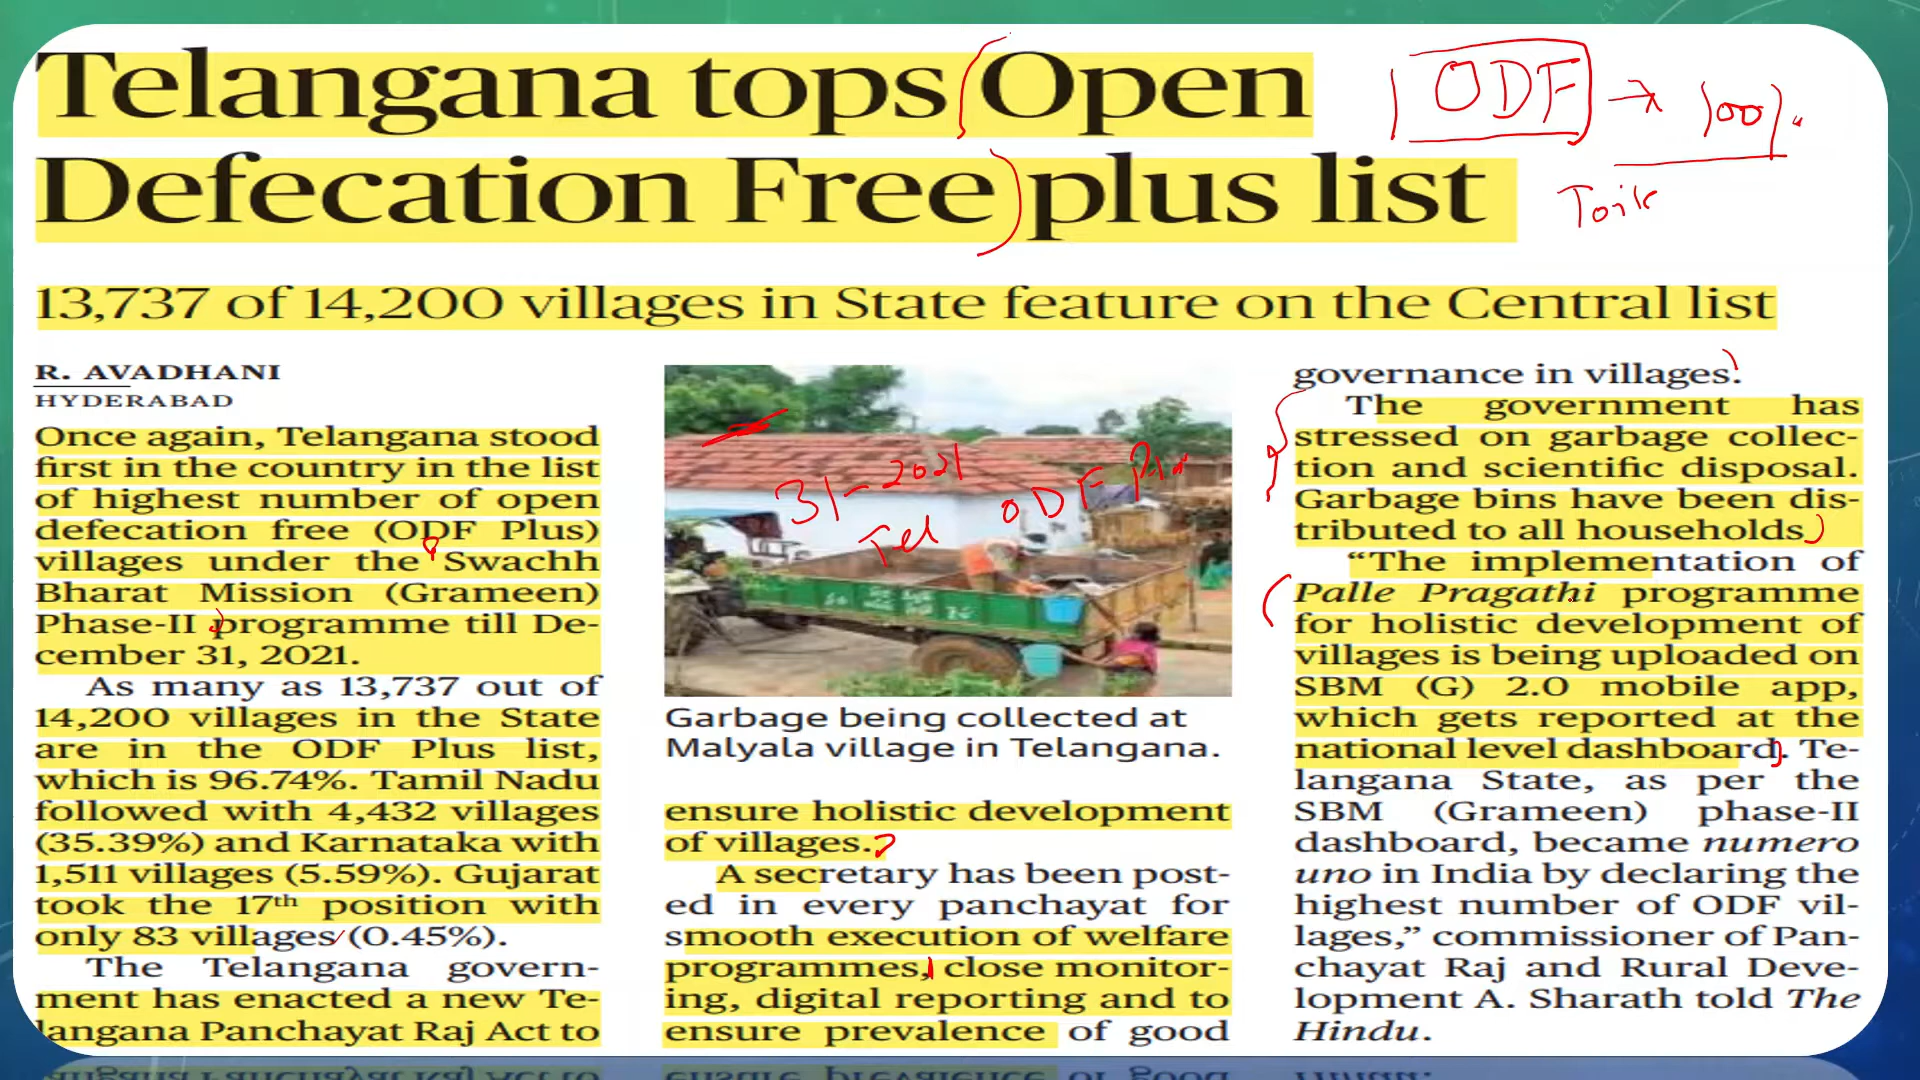 Telangana tops Open
Defecation Free plus list
ODF → 100%
13,737 of 14,200 villages in State feature on the Central list
R. AVADHANI
HYDERABAD
Once again, Telangana stood
first in the country in the list
of highest number of open
defecation free (ODF Plus)
villages under the Swachh
Bharat Mission (Grameen)
Phase-II programme till De-
cember 31, 2021.
As many as 13,737 out of
14,200 villages in the State
are in the ODF Plus list,
which is 96.74%. Tamil Nadu
followed with 4,432 villages
(35.39%) and Karnataka with
1,511 villages (5.59%). Gujarat
took the 17th position with
only 83 villages (0.45%).
The Telangana govern-
ment has enacted a new Te-
langana Panchayat Raj Act to
31-2021
Tel
ODF
Garbage being collected at
Malyala village in Telangana.
ensure holistic development
of villages.
A secretary has been post-
ed in every panchayat for
smooth execution of welfare
programmes, close monitor-
ing, digital reporting and to
ensure prevalence of good
governance in villages.
The government has
stressed on garbage collec-
tion and scientific disposal.
Garbage bins have been dis-
tributed to all households.
“The implementation of
Palle Pragathi programme
for holistic development of
villages is being uploaded on
SBM (G) 2.0 mobile app,
which gets reported at the
national level dashboard. Te-
langana State, as per the
SBM (Grameen) phase-II
dashboard, became numero
uno in India by declaring the
highest number of ODF vil-
lages,” commissioner of Pan-
chayat Raj and Rural Deve-
lopment A. Sharath told The
Hindu.